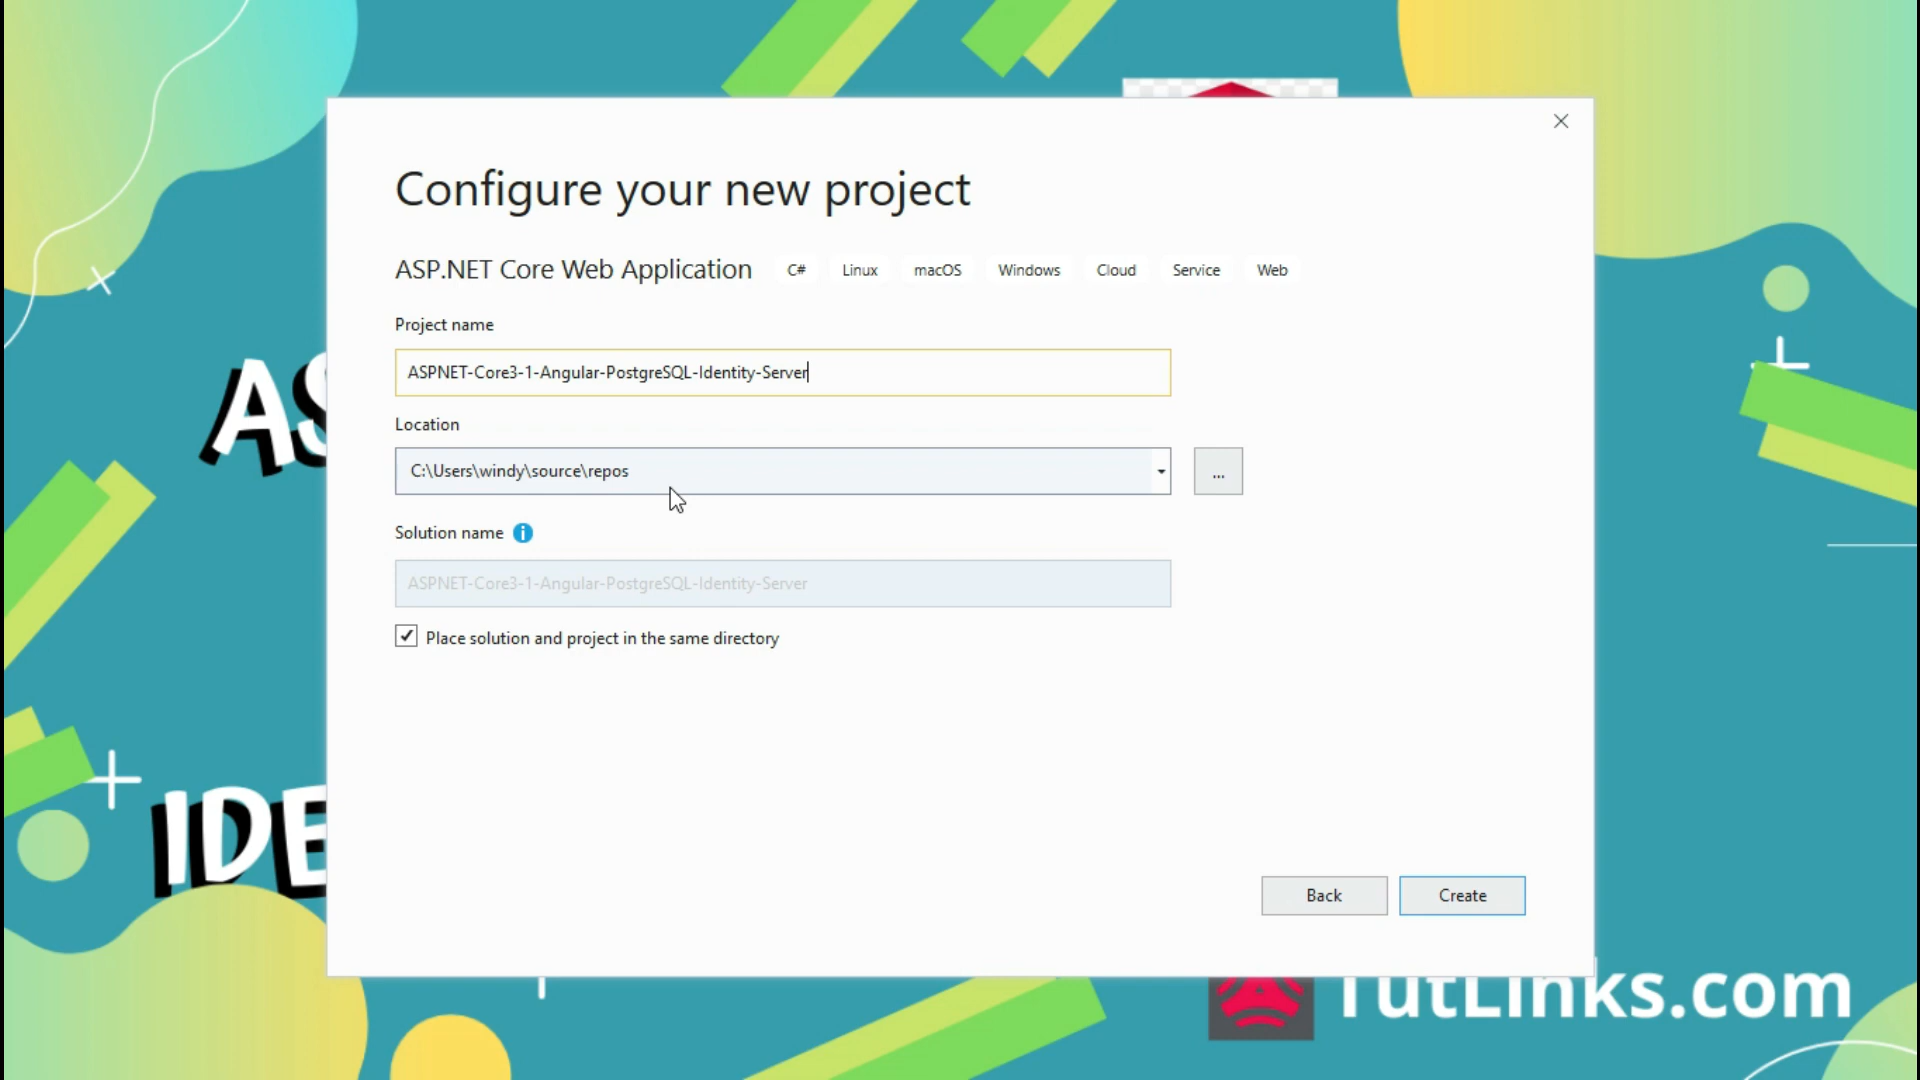 Configure your new project
ASP.NET Core Web Application C# Linux macOS Windows Cloud Service Web
Project name
ASPNET-Core3-1-Angular-PostgreSQL-Identity-Server
Location
C:\Users\windy\source\repos
...
Solution name i
ASPNET-Core3-1-Angular-PostgreSQL-Identity-Server
Place solution and project in the same directory
AS
IDE
Back Create
TutLinks.com